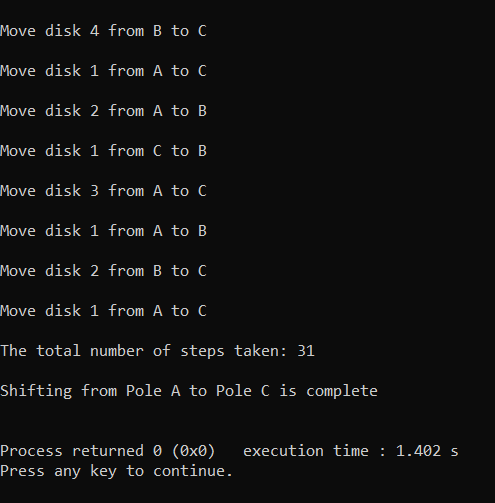 Move disk 4 from B to C
Move disk 1 from A to C
Move disk 2 from A to B
Move disk 1 from C to B
Move disk 3 from A to C
Move disk 1 from A to B
Move disk 2 from B to C
Move disk 1 from A to C
The total number of steps taken: 31
Shifting from Pole A to Pole C is complete
Process returned 0 (0x0)   execution time : 1.402 s
Press any key to continue.